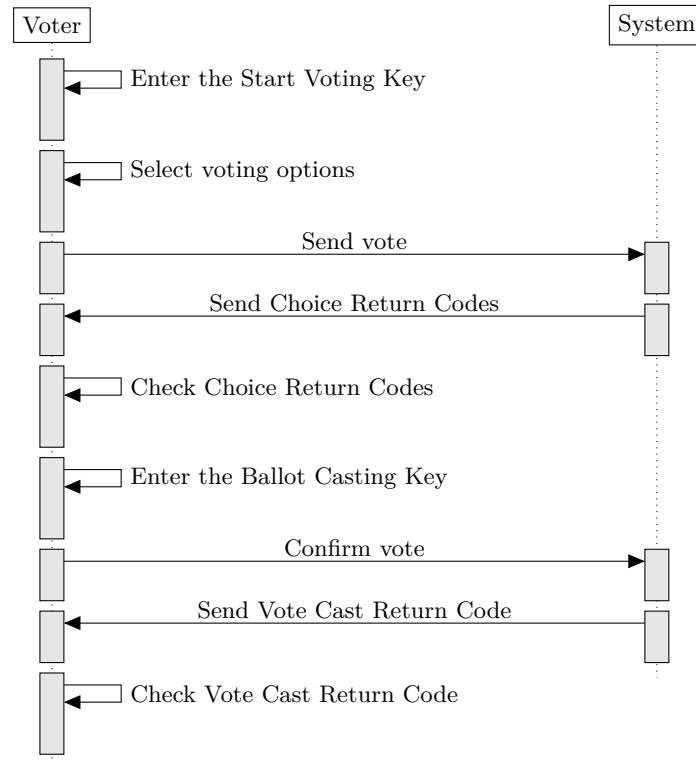 Voter
System
Enter the Start Voting Key
Select voting options
Send vote
Send Choice Return Codes
Check Choice Return Codes
Enter the Ballot Casting Key
Confirm vote
Send Vote Cast Return Code
Check Vote Cast Return Code